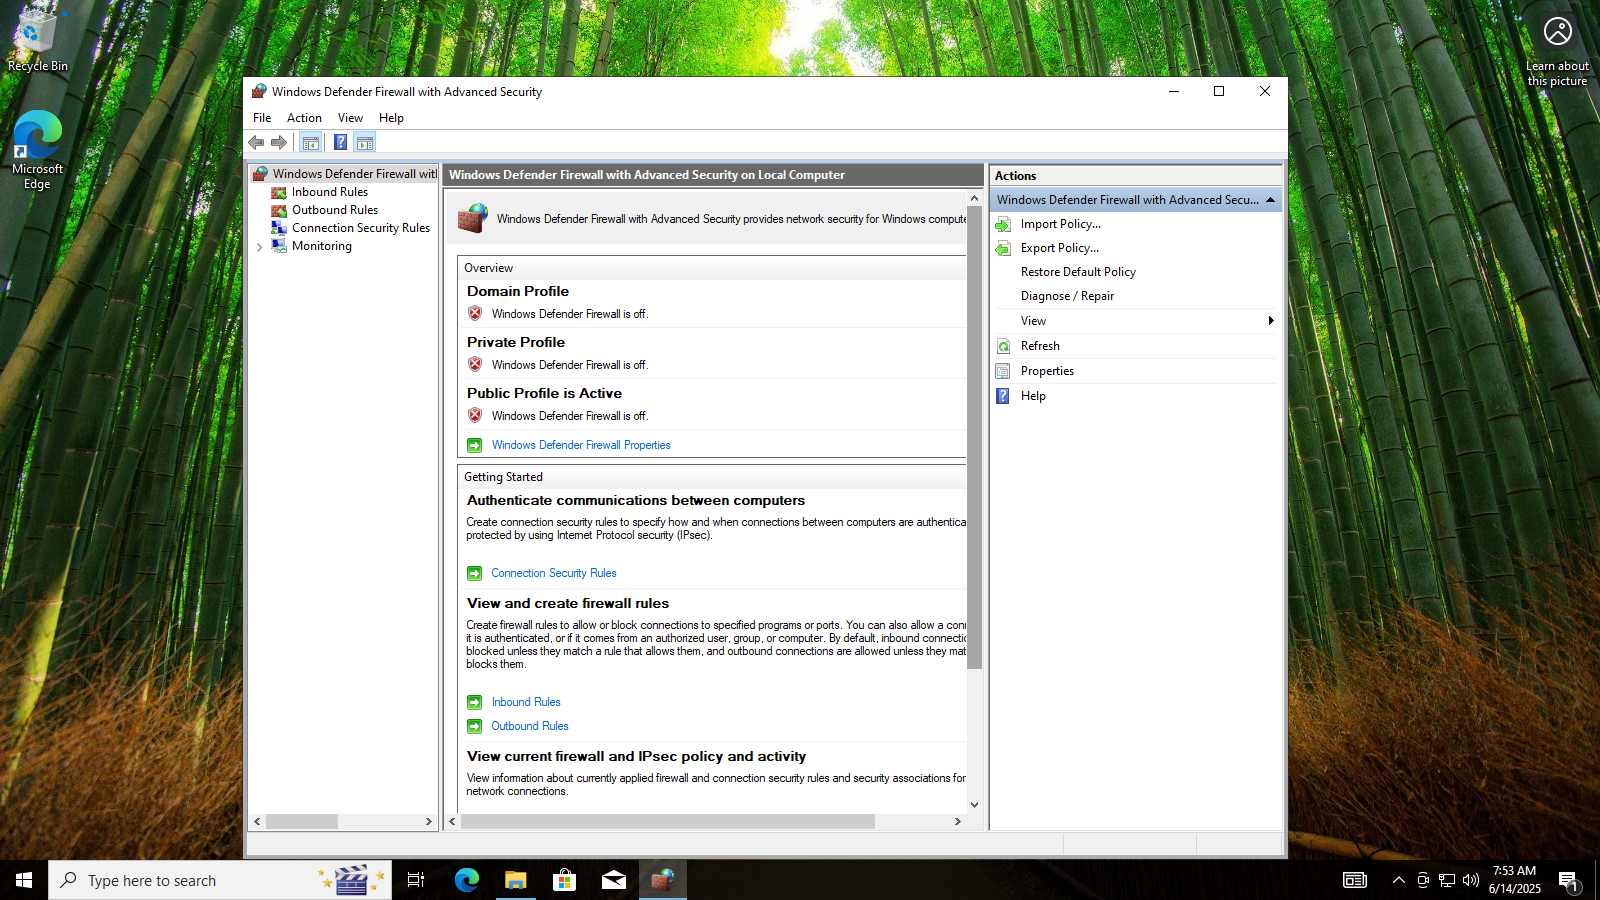 Recycle Bin
Microsoft
Edge
Learn about
this picture
Windows Defender Firewall with Advanced Security
File Action View Help
Windows Defender Firewall with
Inbound Rules
Outbound Rules
Connection Security Rules
Monitoring
Windows Defender Firewall with Advanced Security on Local Computer
Windows Defender Firewall with Advanced Security provides network security for Windows compute
Overview
Domain Profile
Windows Defender Firewall is off.
Private Profile
Windows Defender Firewall is off.
Public Profile is Active
Windows Defender Firewall is off.
Windows Defender Firewall Properties
Getting Started
Authenticate communications between computers
Create connection security rules to specify how and when connections between computers are authentica
protected by using Internet Protocol security (IPsec).
Connection Security Rules
View and create firewall rules
Create firewall rules to allow or block connections to specified programs or ports. You can also allow a con
it is authenticated, or if it comes from an authorized user, group, or computer. By default, inbound connectic
blocked unless they match a rule that allows them, and outbound connections are allowed unless they mat
blocks them.
Inbound Rules
Outbound Rules
View current firewall and IPsec policy and activity
View information about currently applied firewall and connection security rules and security associations for
network connections.
Actions
Windows Defender Firewall with Advanced Secu...
Import Policy...
Export Policy...
Restore Default Policy
Diagnose / Repair
View
Refresh
Properties
Help
Type here to search
7:53 AM
6/14/2025
1